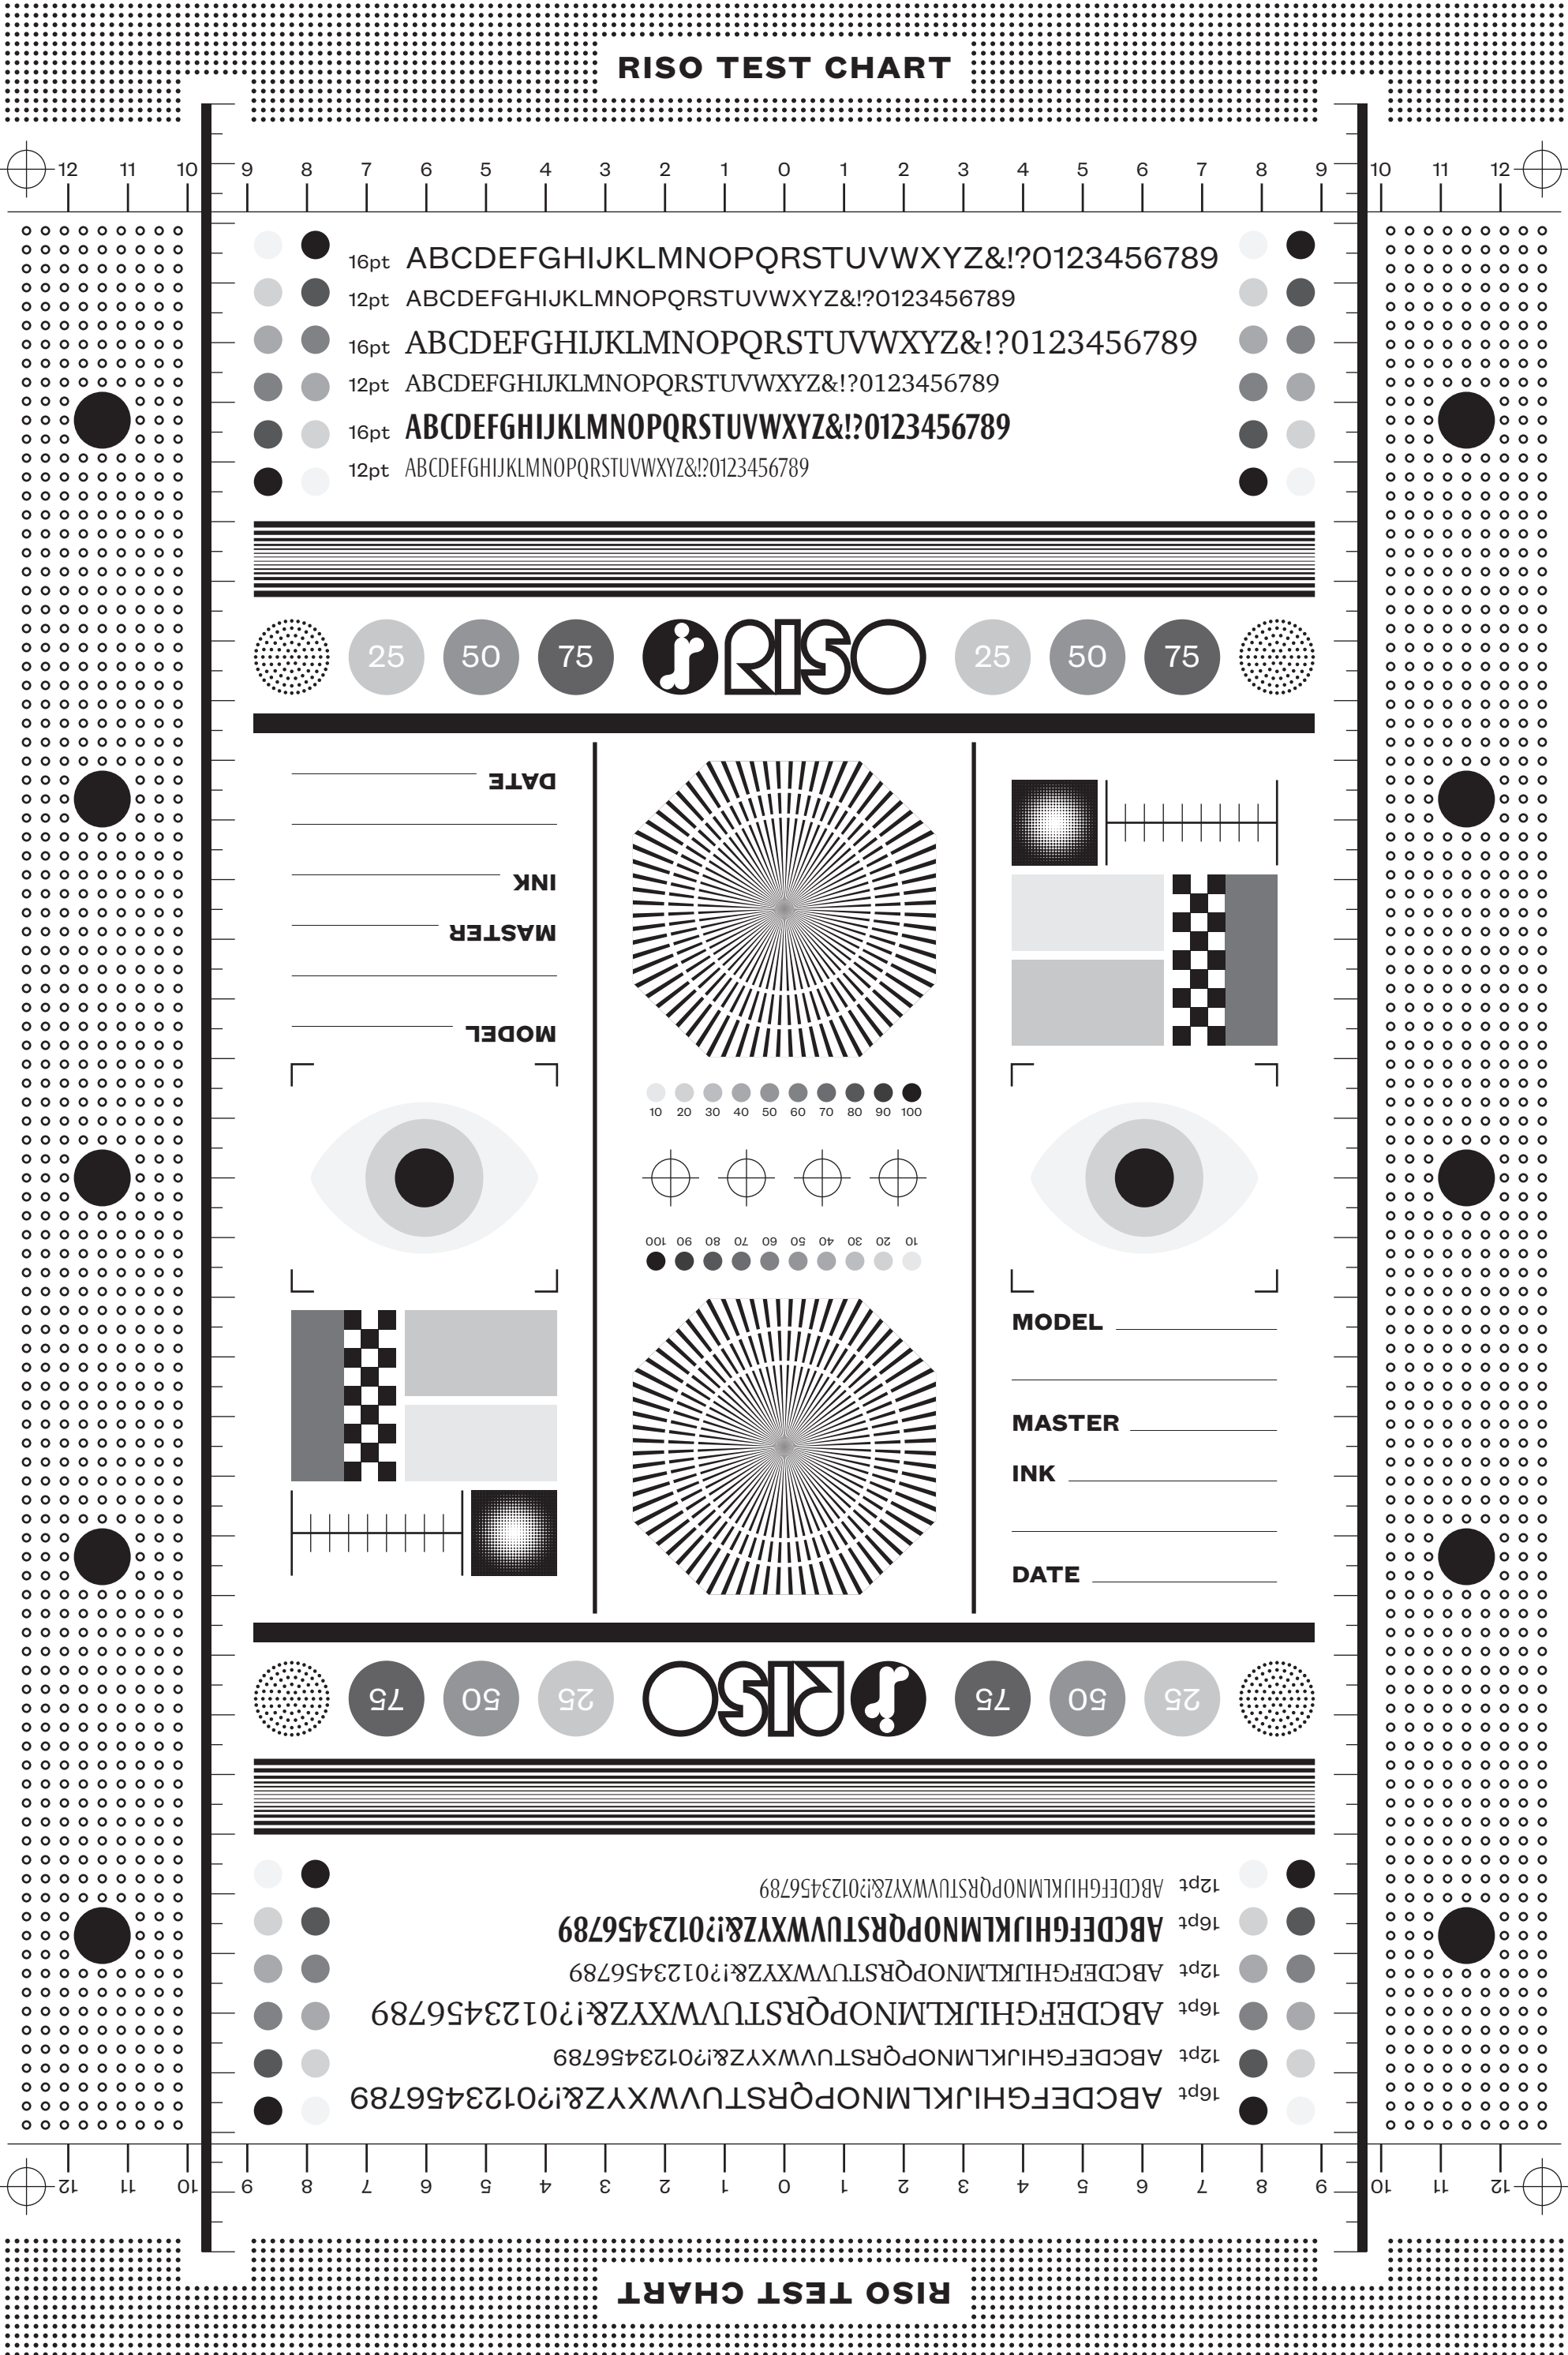 RISO TEST CHART
12 11 10 9 8 7 6 5 4 3 2 1 0 1 2 3 4 5 6 7 8 9 10 11 12
16pt ABCDEFGHIJKLMNOPQRSTUVWXYZ&!?0123456789
12pt ABCDEFGHIJKLMNOPQRSTUVWXYZ&!?0123456789
16pt ABCDEFGHIJKLMNOPQRSTUVWXYZ&!?0123456789
12pt ABCDEFGHIJKLMNOPQRSTUVWXYZ&!?0123456789
16pt ABCDEFGHIJKLMNOPQRSTUVWXYZ&!?0123456789
12pt ABCDEFGHIJKLMNOPQRSTUVWXYZ&!?0123456789
25 50 75 RISO 25 50 75
DATE
INK
MASTER
MODEL
10 20 30 40 50 60 70 80 90 100
100 90 80 70 60 50 40 30 20 10
MODEL
MASTER
INK
DATE
75 50 25 RISO 75 50 25
12pt ABCDEFGHIJKLMNOPQRSTUVWXYZ&!?0123456789
16pt ABCDEFGHIJKLMNOPQRSTUVWXYZ&!?0123456789
12pt ABCDEFGHIJKLMNOPQRSTUVWXYZ&!?0123456789
16pt ABCDEFGHIJKLMNOPQRSTUVWXYZ&!?0123456789
12pt ABCDEFGHIJKLMNOPQRSTUVWXYZ&!?0123456789
16pt ABCDEFGHIJKLMNOPQRSTUVWXYZ&!?0123456789
12 11 10 9 8 7 6 5 4 3 2 1 0 1 2 3 4 5 6 7 8 9 10 11 12
RISO TEST CHART